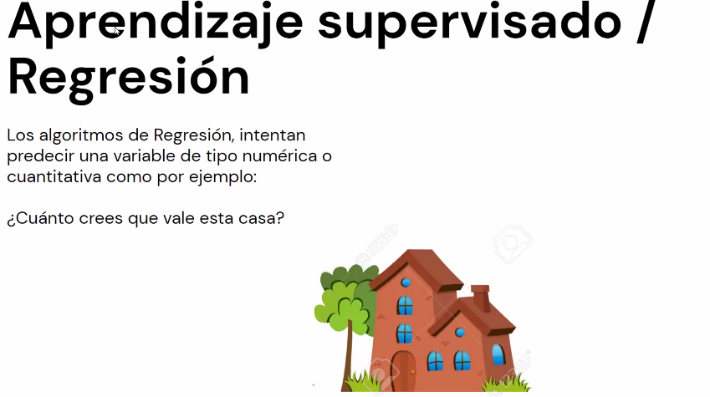 Aprendizaje supervisado /
Regresión
Los algoritmos de Regresión, intentan
predecir una variable de tipo numérica o
cuantitativa como por ejemplo:
¿Cuánto crees que vale esta casa?